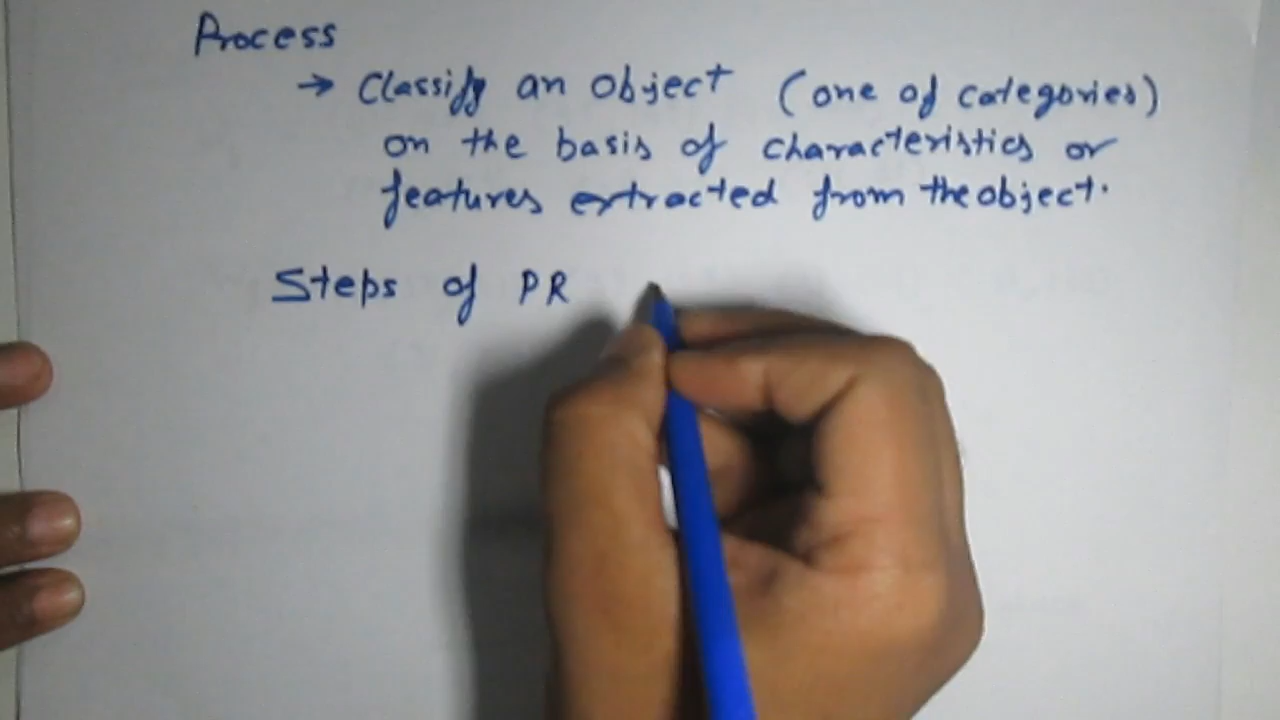 Process
→ Classify an object (one of categories)
on the basis of characteristics or
features extracted from the object.
Steps of PR